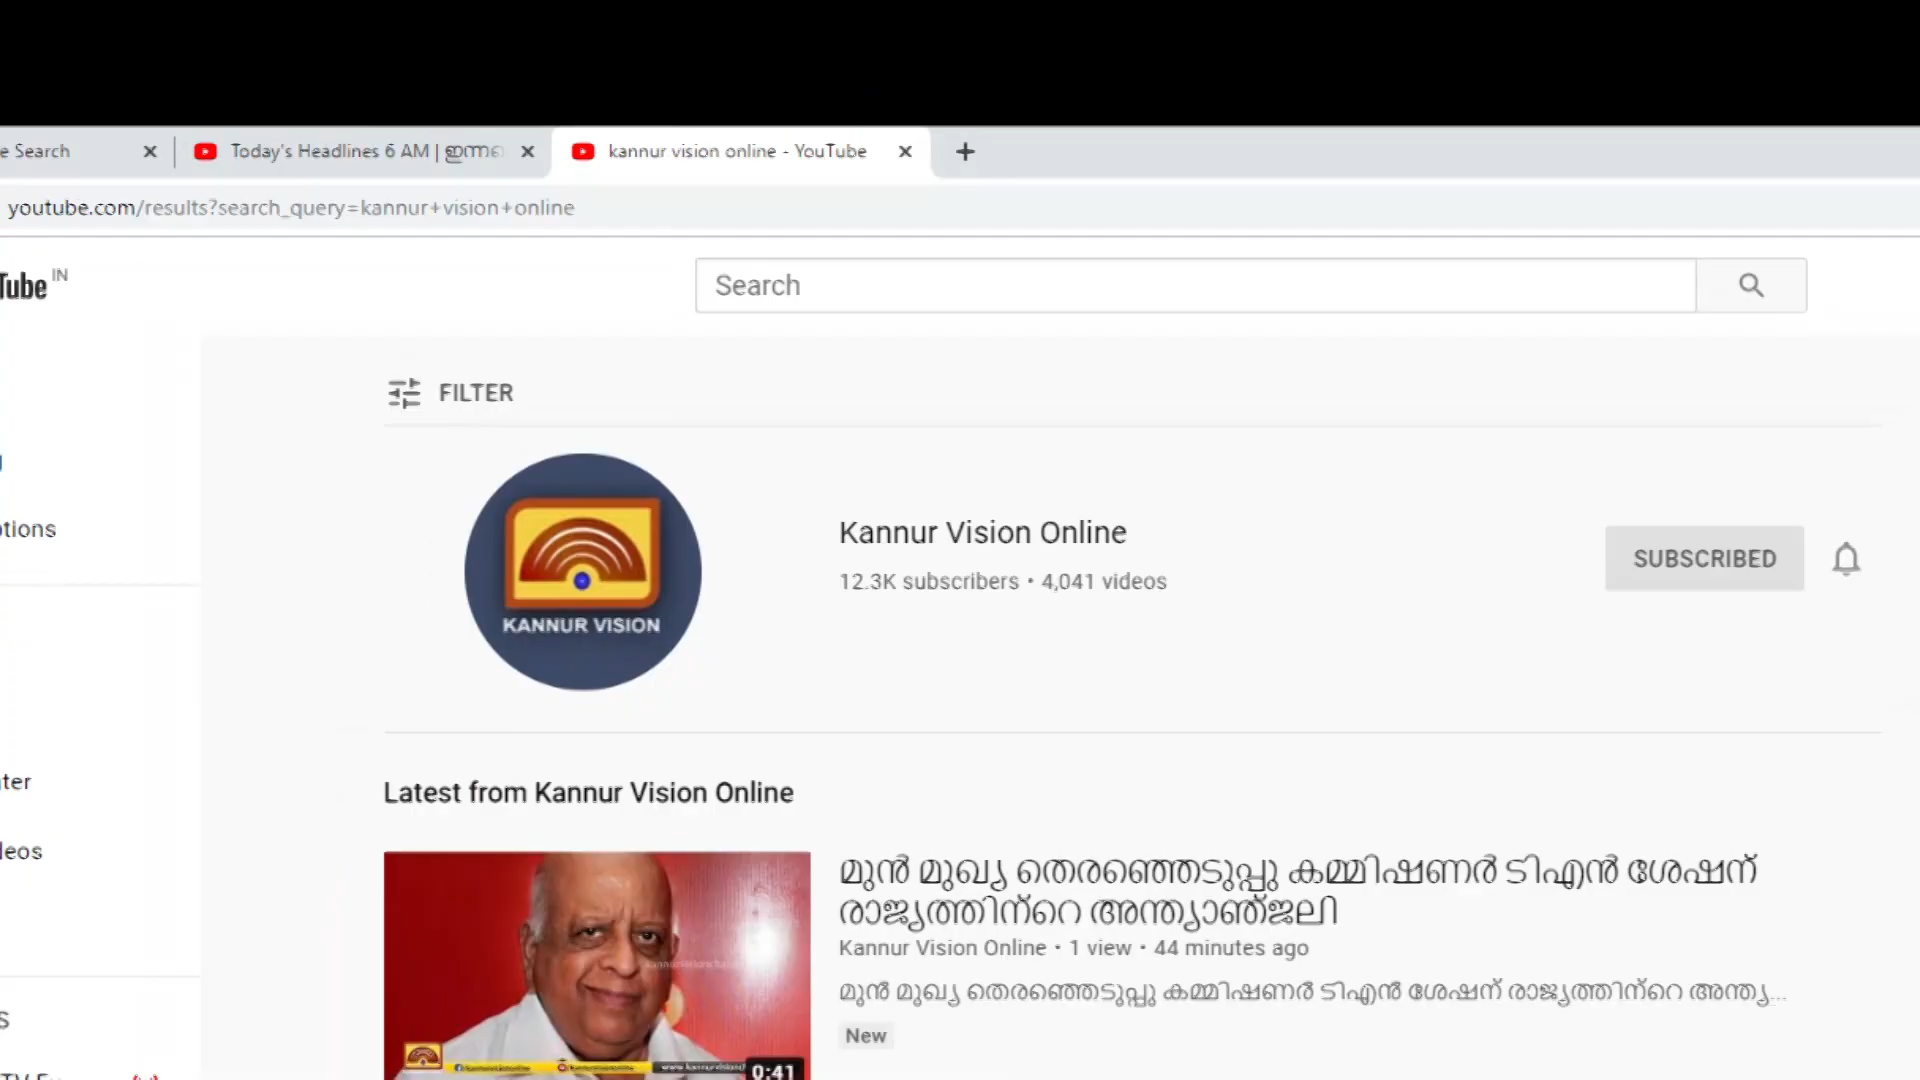 e Search
Today's Headlines 6 AM | ഇന്നത്തെ
kannur vision online - YouTube
youtube.com/results?search_query=kannur+vision+online
Tube IN
Search
FILTER
KANNUR VISION
Kannur Vision Online
12.3K subscribers • 4,041 videos
SUBSCRIBED
otions
ter
leos
S
Latest from Kannur Vision Online
മുൻ മുഖ്യ തെരഞ്ഞെടുപ്പു കമ്മിഷണർ ടിഎൻ ശേഷന്
രാജ്യത്തിന്റെ അന്ത്യാഞ്ജലി
Kannur Vision Online • 1 view • 44 minutes ago
മുൻ മുഖ്യ തെരഞ്ഞെടുപ്പു കമ്മിഷണർ ടിഎൻ ശേഷന് രാജ്യത്തിന്റെ അന്ത്യ...
New
0:41